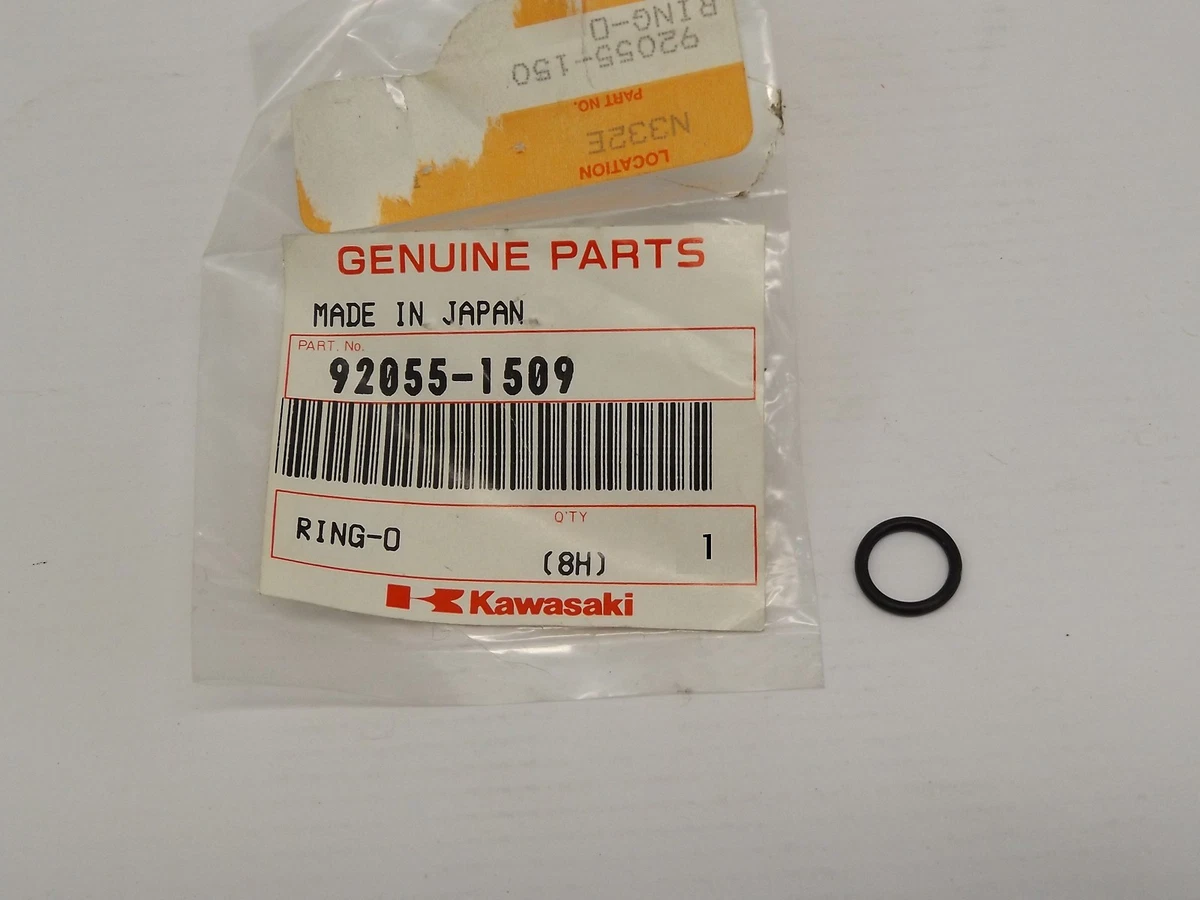 RING-O
92055-150
PART NO.
N332E
LOCATION
GENUINE PARTS
MADE IN JAPAN
PART. No.
92055-1509
RING-O
Q'TY
(8H)
1
Kawasaki